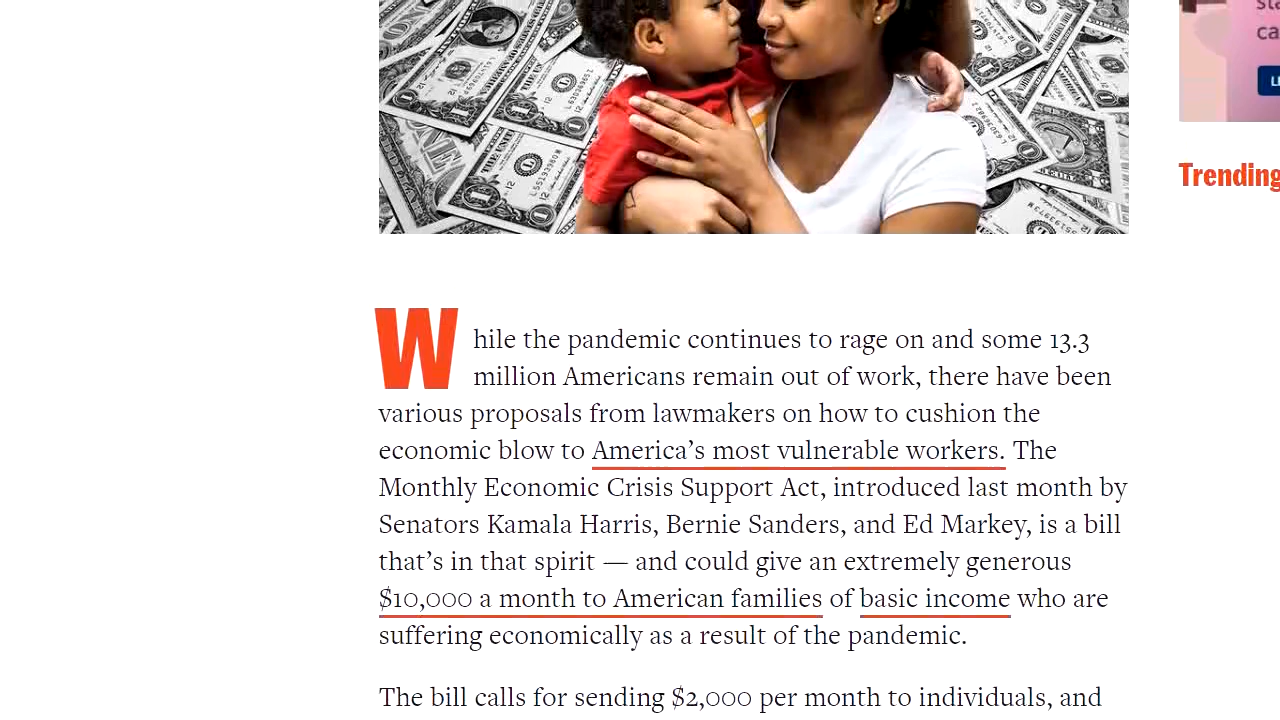 Trending
While the pandemic continues to rage on and some 13.3
million Americans remain out of work, there have been
various proposals from lawmakers on how to cushion the
economic blow to America’s most vulnerable workers. The
Monthly Economic Crisis Support Act, introduced last month by
Senators Kamala Harris, Bernie Sanders, and Ed Markey, is a bill
that’s in that spirit — and could give an extremely generous
$10,000 a month to American families of basic income who are
suffering economically as a result of the pandemic.
The bill calls for sending $2,000 per month to individuals, and